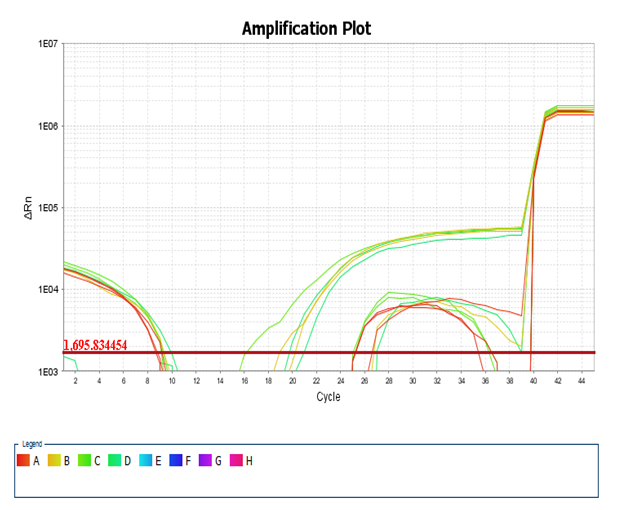 Amplification Plot
1E07
1E06
1E05
1E04
1E03
ΔRn
1,695.834454
2 4 6 8 10 12 14 16 18 20 22 24 26 28 30 32 34 36 38 40 42 44
Cycle
Legend
A B C D E F G H